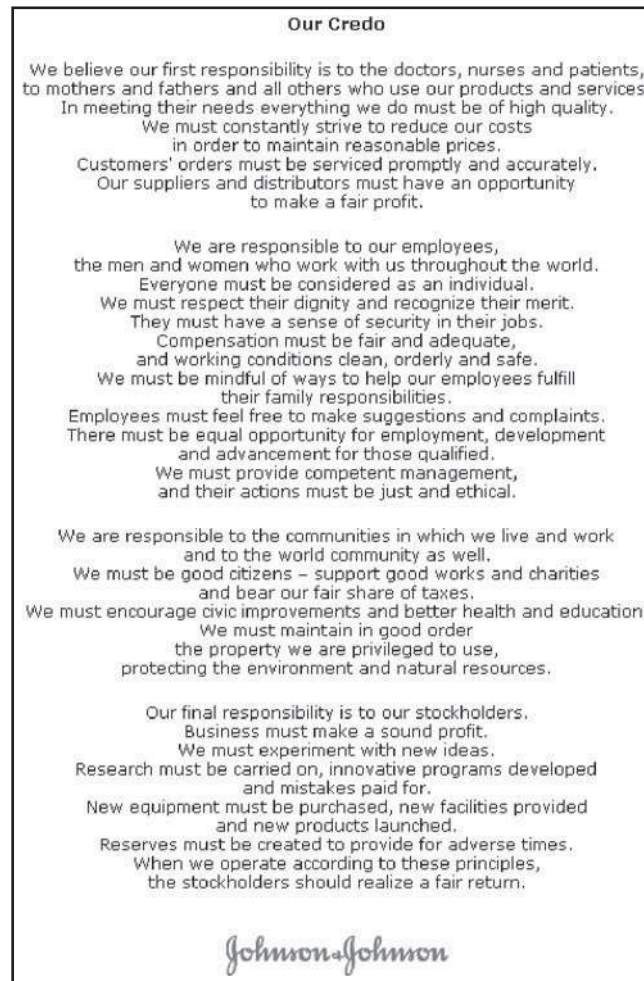 Our Credo
We believe our first responsibility is to the doctors, nurses and patients,
to mothers and fathers and all others who use our products and services
In meeting their needs everything we do must be of high quality.
We must constantly strive to reduce our costs
in order to maintain reasonable prices.
Customers' orders must be serviced promptly and accurately.
Our suppliers and distributors must have an opportunity
to make a fair profit.
We are responsible to our employees,
the men and women who work with us throughout the world.
Everyone must be considered as an individual.
We must respect their dignity and recognize their merit.
They must have a sense of security in their jobs.
Compensation must be fair and adequate,
and working conditions clean, orderly and safe.
We must be mindful of ways to help our employees fulfill
their family responsibilities.
Employees must feel free to make suggestions and complaints.
There must be equal opportunity for employment, development
and advancement for those qualified.
We must provide competent management,
and their actions must be just and ethical.
We are responsible to the communities in which we live and work
and to the world community as well.
We must be good citizens – support good works and charities
and bear our fair share of taxes.
We must encourage civic improvements and better health and education
We must maintain in good order
the property we are privileged to use,
protecting the environment and natural resources.
Our final responsibility is to our stockholders.
Business must make a sound profit.
We must experiment with new ideas.
Research must be carried on, innovative programs developed
and mistakes paid for.
New equipment must be purchased, new facilities provided
and new products launched.
Reserves must be created to provide for adverse times.
When we operate according to these principles,
the stockholders should realize a fair return.
Johnson & Johnson